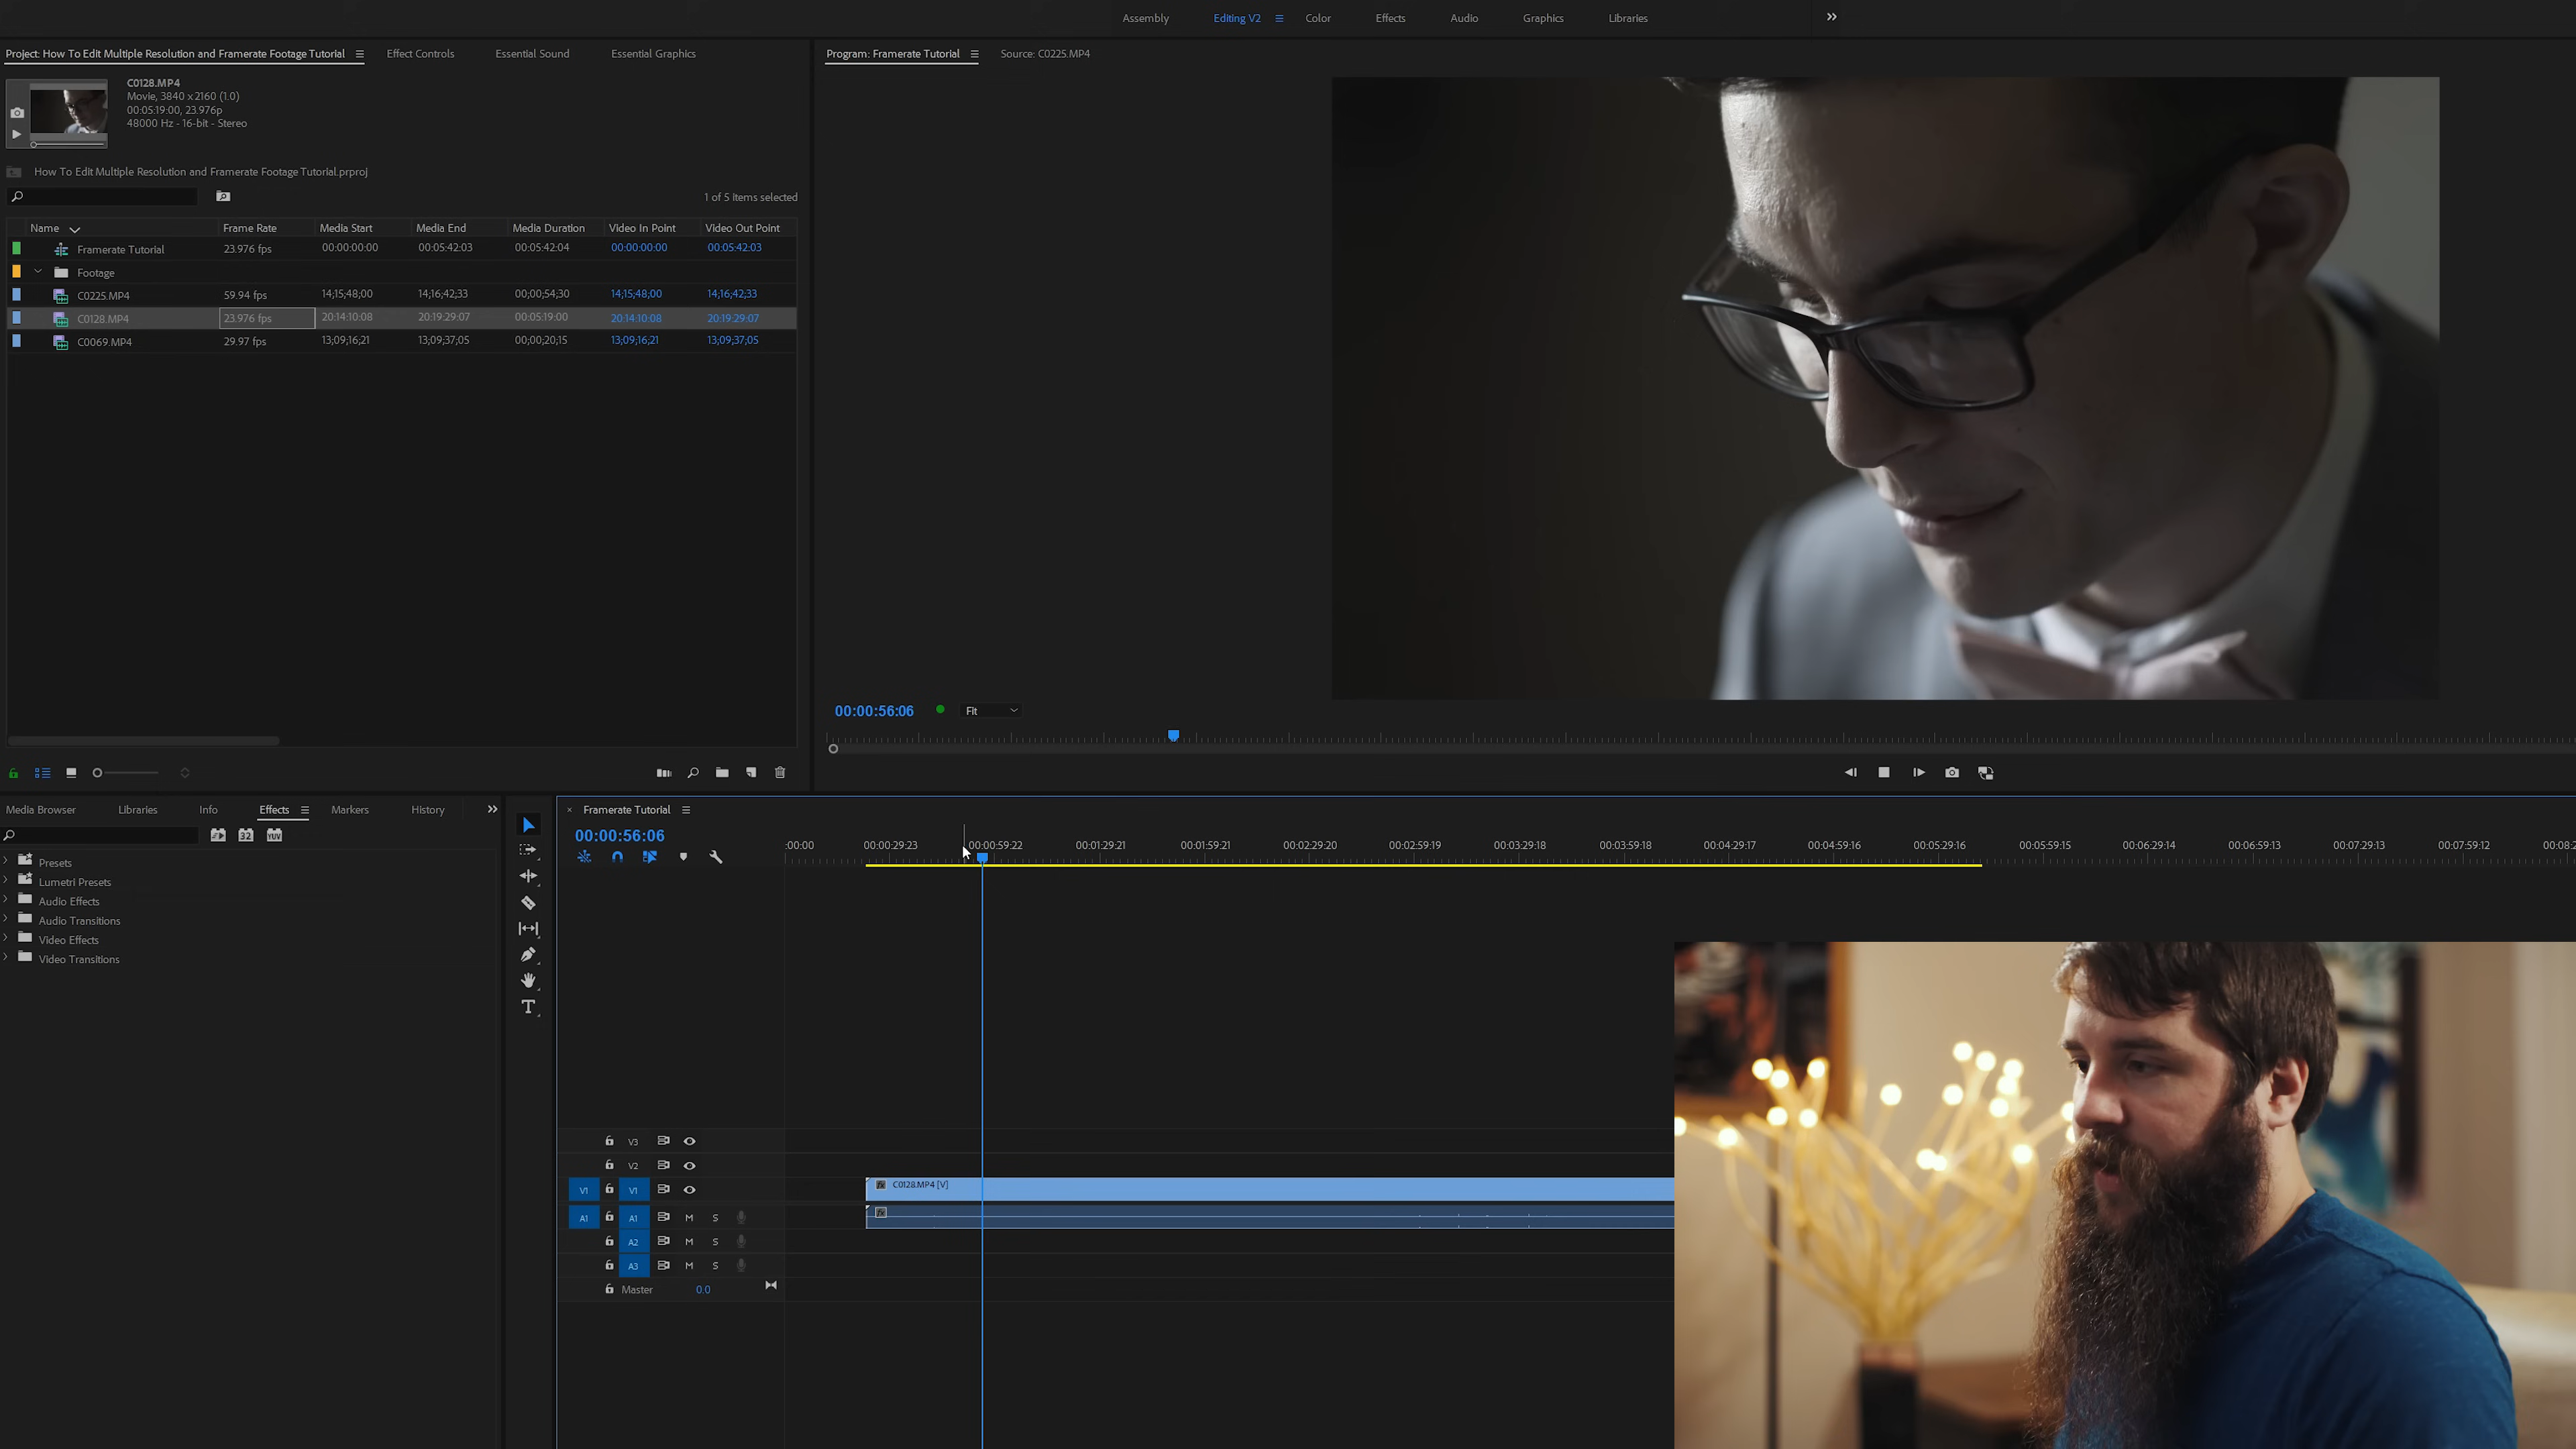 Assembly Editing V2 Color Effects Audio Graphics Libraries
Project: How To Edit Multiple Resolution and Framerate Footage Tutorial Effect Controls Essential Sound Essential Graphics
Program: Framerate Tutorial Source: C0225.MP4
C0128.MP4
Movie, 3840 x 2160 (1.0)
00:05:19:00, 23.976p
48000 Hz - 16-bit - Stereo
How To Edit Multiple Resolution and Framerate Footage Tutorial.prproj
1 of 5 items selected
Name Frame Rate Media Start Media End Media Duration Video In Point Video Out Point
Framerate Tutorial 23.976 fps 00:00:00:00 00:05:42:03 00:05:42:04 00:00:00:00 00:05:42:03
Footage
C0225.MP4 59.94 fps 14;15;48;00 14;16;42;33 00;00;54;30 14;15;48;00 14;16;42;33
C0128.MP4 23.976 fps 20:14:10:08 20:19:29:07 00:05:19:00 20:14:10:08 20:19:29:07
C0069.MP4 29.97 fps 13;09;16;21 13;09;37;05 00;00;20;15 13;09;16;21 13;09;37;05
00:00:56:06 Fit
Media Browser Libraries Info Effects Markers History
32 YUV
Presets
Lumetri Presets
Audio Effects
Audio Transitions
Video Effects
Video Transitions
× Framerate Tutorial
00:00:56:06
:00:00 00:00:29:23 00:00:59:22 00:01:29:21 00:01:59:21 00:02:29:20 00:02:59:19 00:03:29:18 00:03:59:18 00:04:29:17 00:04:59:16 00:05:29:16 00:05:59:15 00:06:29:14 00:06:59:13 00:07:29:13 00:07:59:12 00:08:2
V3
V2
V1 V1 C0128.MP4 [V]
A1 A1 M S
A2 M S
A3 M S
Master 0.0